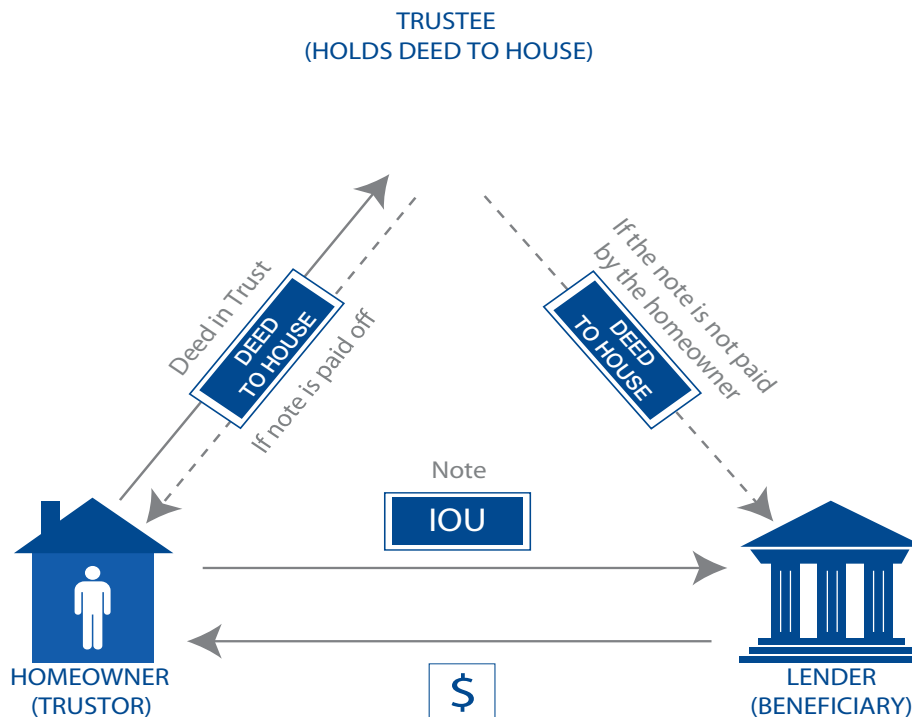 TRUSTEE
(HOLDS DEED TO HOUSE)
Deed in Trust
DEED
TO HOUSE
If note is paid off
If the note is not paid
by the homeowner
DEED
TO HOUSE
Note
IOU
$
HOMEOWNER
(TRUSTOR)
LENDER
(BENEFICIARY)